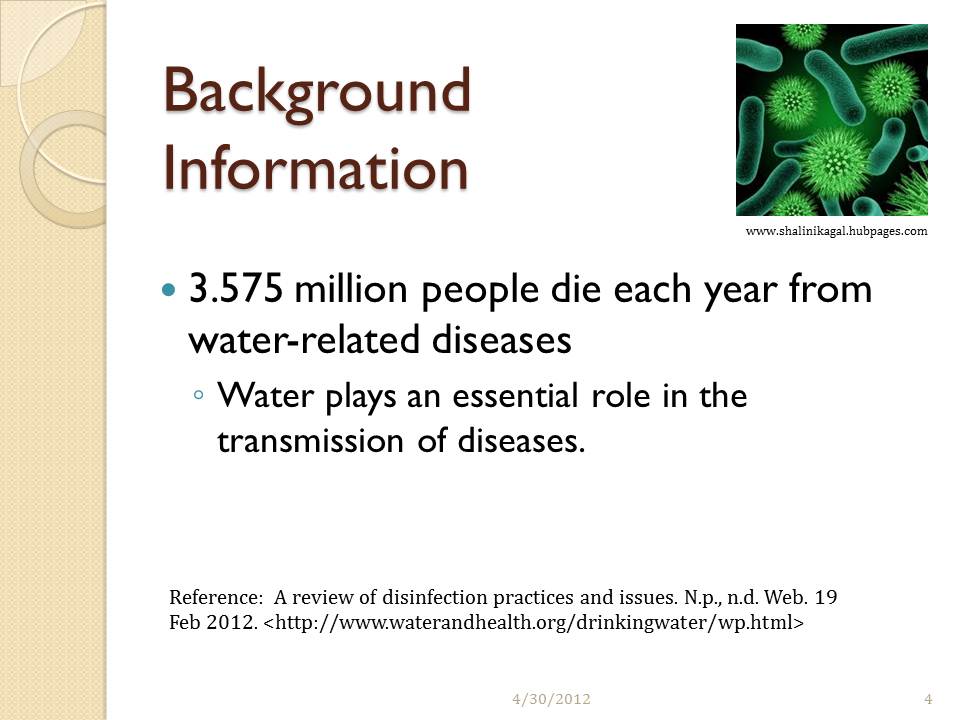 Background
Information
www.shalinikagal.hubpages.com
• 3.575 million people die each year from
water-related diseases
◦ Water plays an essential role in the
transmission of diseases.
Reference:  A review of disinfection practices and issues. N.p., n.d. Web. 19
Feb 2012. <http://www.waterandhealth.org/drinkingwater/wp.html>
4/30/2012
4